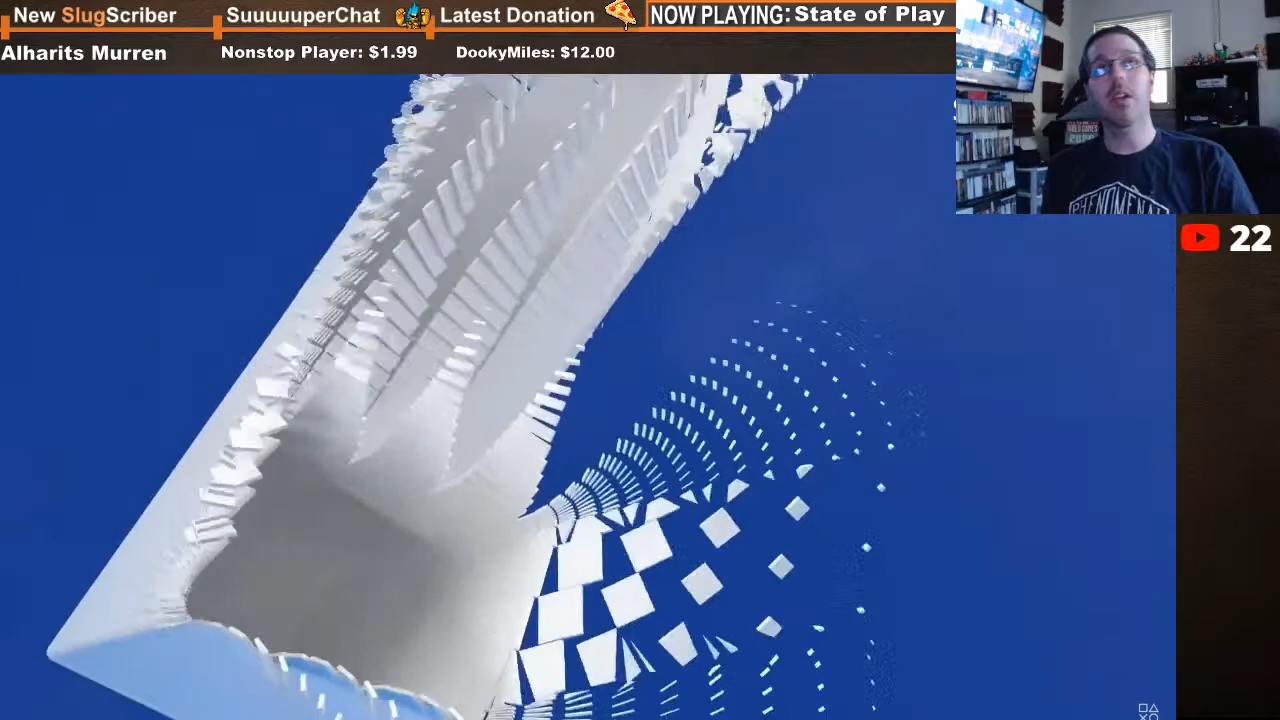 New SlugScriber
SuuuuuperChat
Latest Donation
NOW PLAYING: State of Play
Alharits Murren
Nonstop Player: $1.99
DookyMiles: $12.00
PHENOMENAL
22